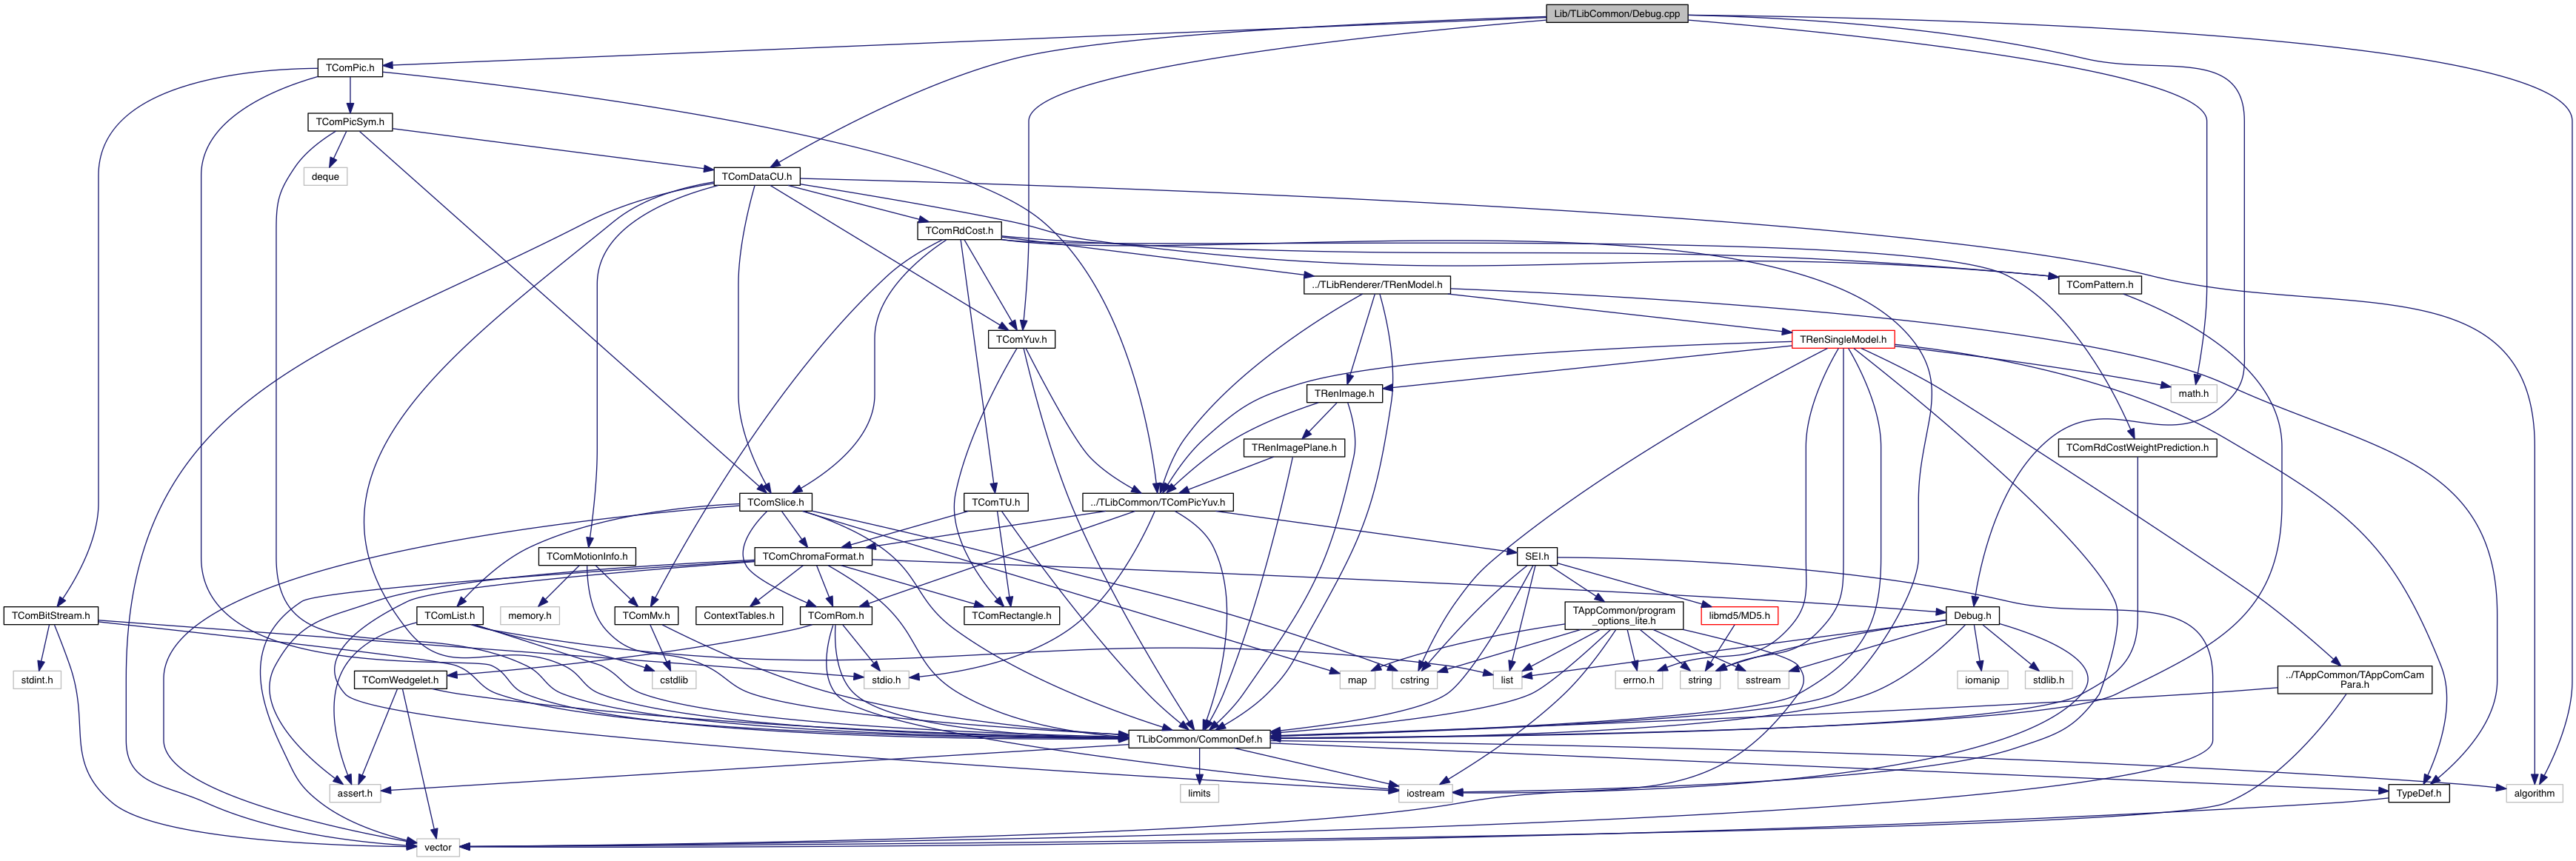 Lib/TLibCommon/Debug.cpp
TComPic.h
TComPicSym.h
deque
TComDataCU.h
TComRdCost.h
../TLibRenderer/TRenModel.h
TComPattern.h
TComYuv.h
TRenSingleModel.h
TRenImage.h
math.h
TRenImagePlane.h
TComRdCostWeightPrediction.h
TComSlice.h
TComTU.h
../TLibCommon/TComPicYuv.h
TComMotionInfo.h
TComChromaFormat.h
SEI.h
TComBitStream.h
TComList.h
memory.h
TComMv.h
ContextTables.h
TComRom.h
TComRectangle.h
TAppCommon/program
_options_lite.h
libmd5/MD5.h
Debug.h
stdint.h
TComWedgelet.h
cstdlib
stdio.h
map
cstring
list
errno.h
string
sstream
iomanip
stdlib.h
../TAppCommon/TAppComCam
Para.h
TLibCommon/CommonDef.h
assert.h
limits
iostream
TypeDef.h
algorithm
vector